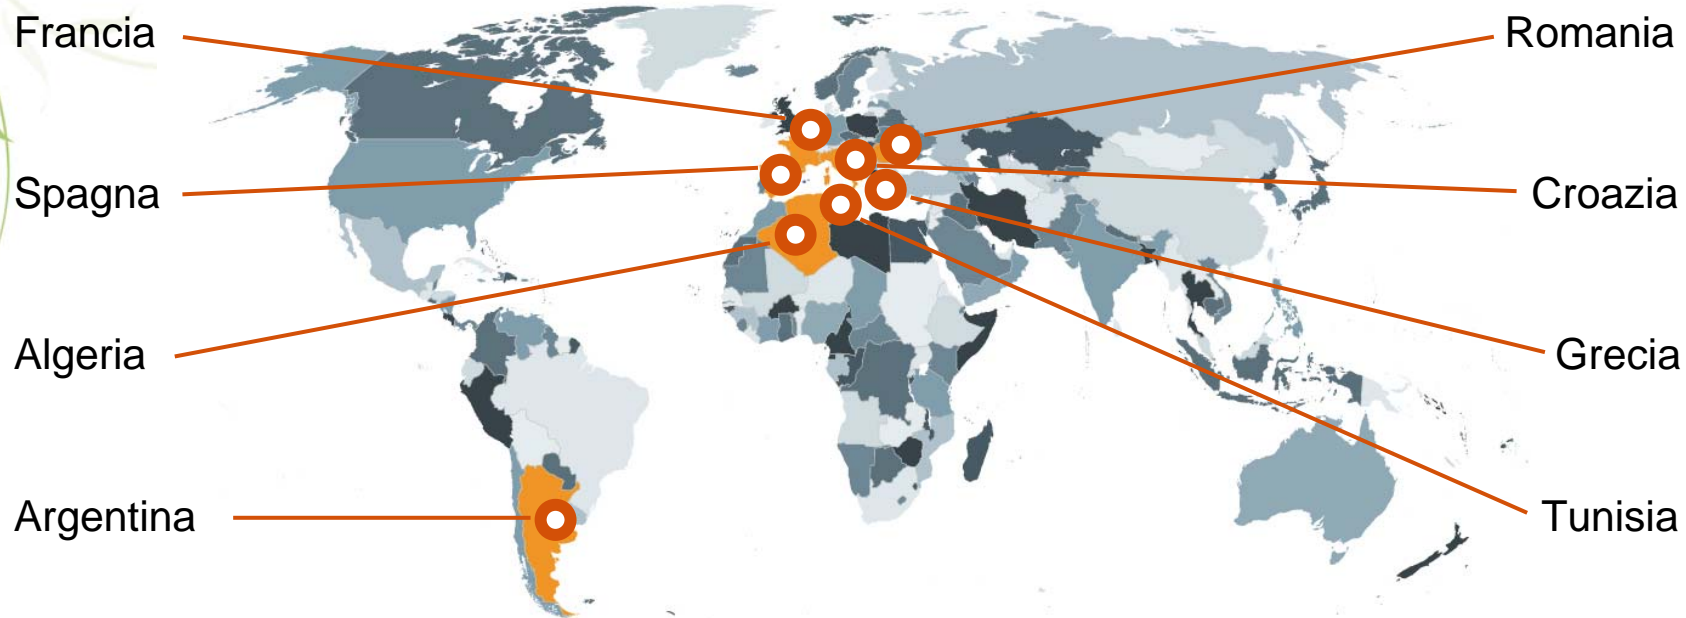 Francia
Romania
Spagna
Croazia
Algeria
Grecia
Argentina
Tunisia